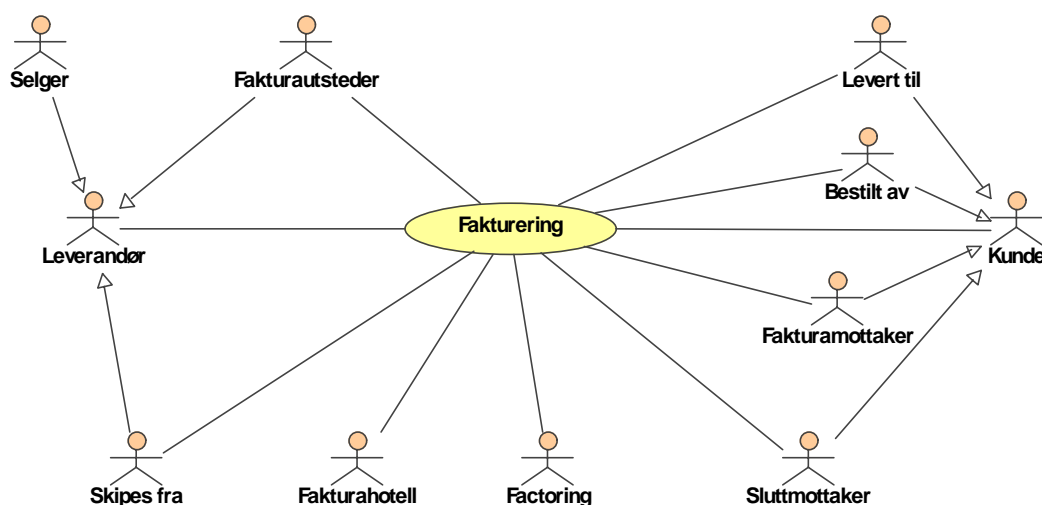 Selger
Fakturautsteder
Levert til
Bestilt av
Fakturering
Leverandør
Kunde
Fakturamottaker
Skipes fra
Fakturahotell
Factoring
Sluttmottaker